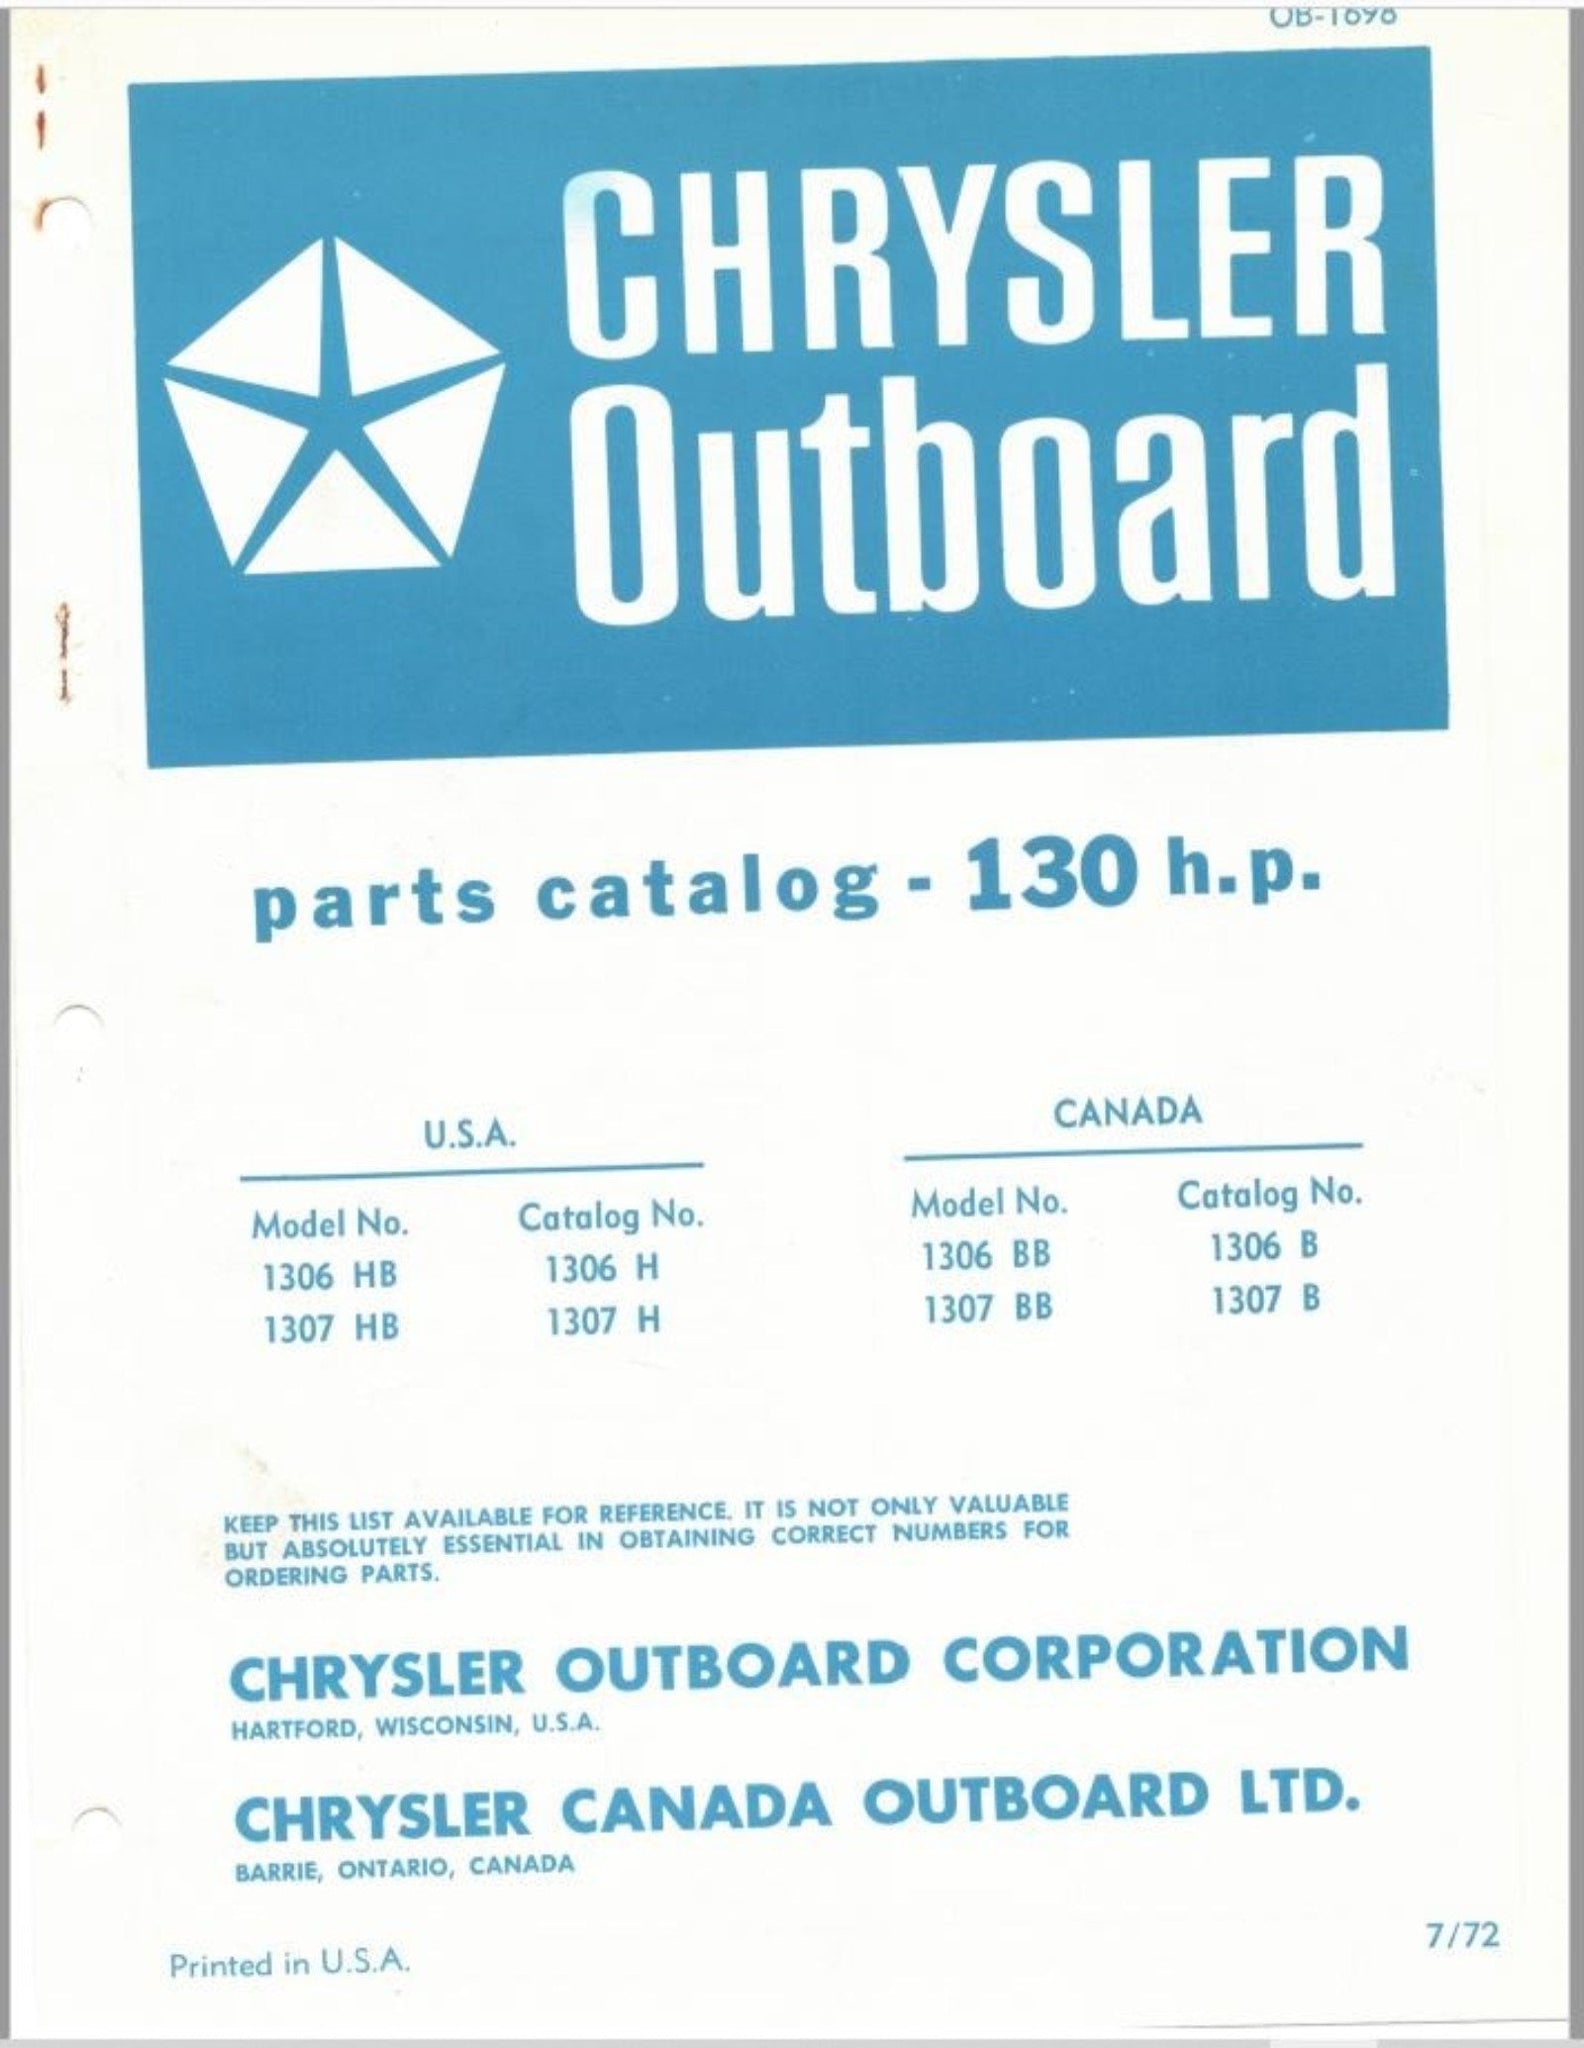 OB-1698
CHRYSLER
Outboard
parts catalog - 130 h.p.
U.S.A.
Model No. Catalog No.
1306 HB 1306 H
1307 HB 1307 H
CANADA
Model No. Catalog No.
1306 BB 1306 B
1307 BB 1307 B
KEEP THIS LIST AVAILABLE FOR REFERENCE. IT IS NOT ONLY VALUABLE
BUT ABSOLUTELY ESSENTIAL IN OBTAINING CORRECT NUMBERS FOR
ORDERING PARTS.
CHRYSLER OUTBOARD CORPORATION
HARTFORD, WISCONSIN, U.S.A.
CHRYSLER CANADA OUTBOARD LTD.
BARRIE, ONTARIO, CANADA
Printed in U.S.A.
7/72